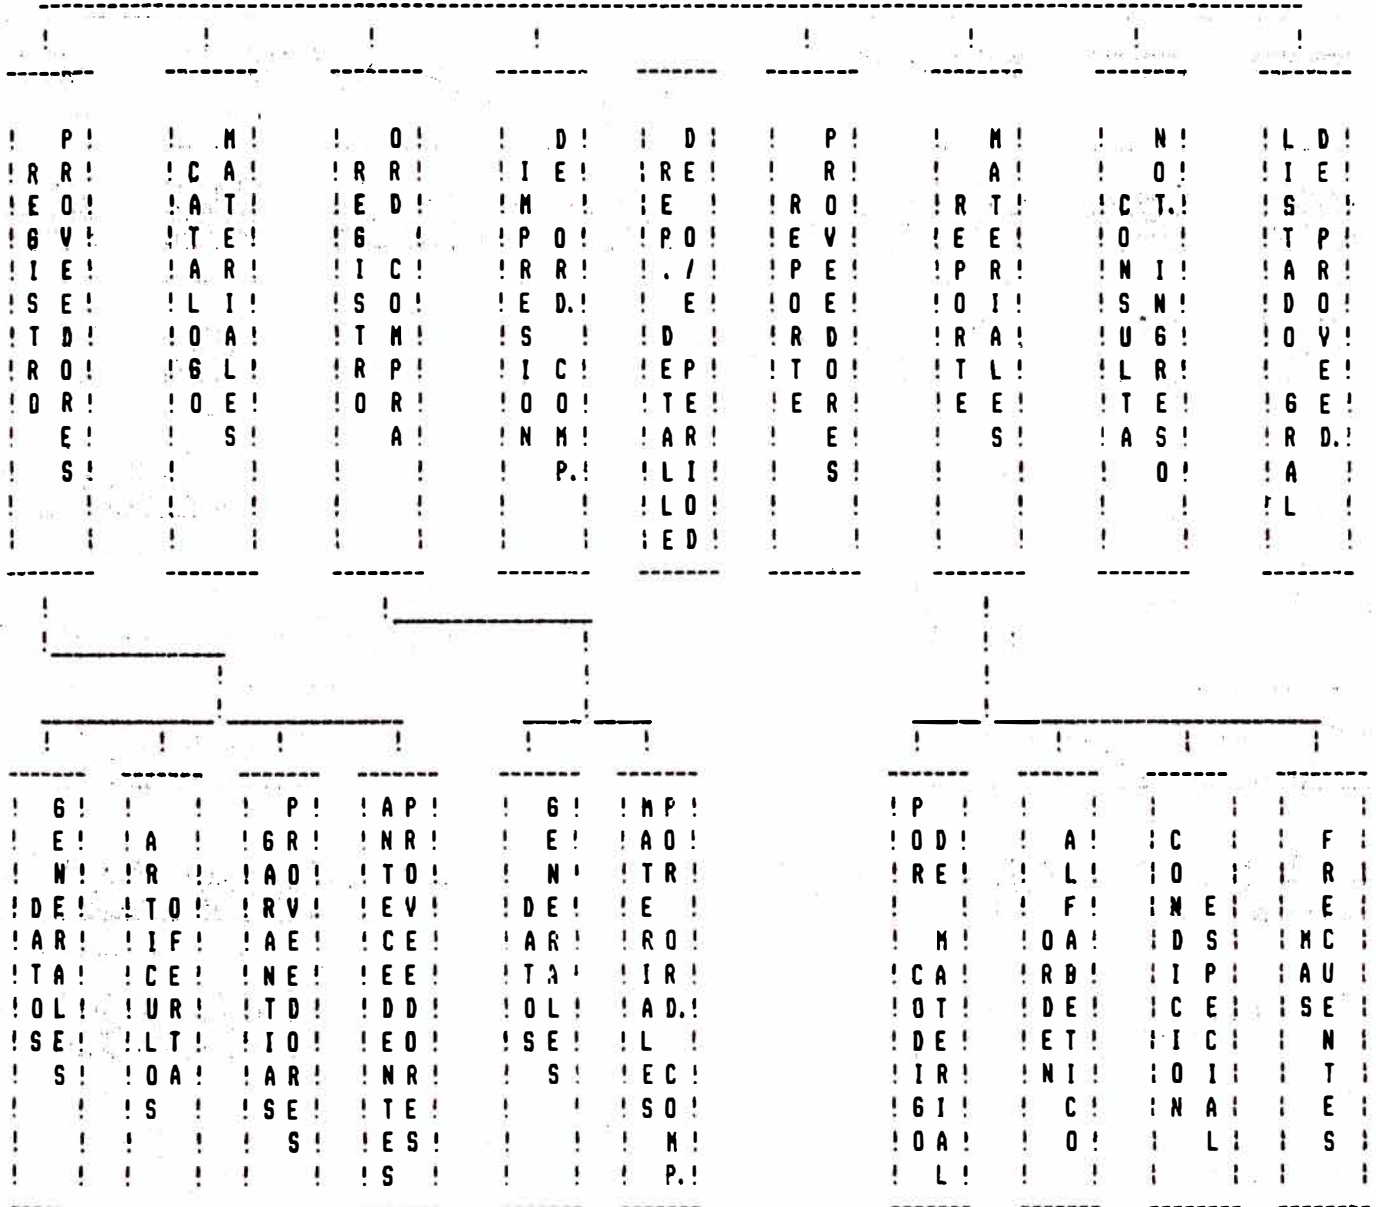 REGISTRO
PROVEEDORES
CATALOGO
MATERIALES
REGISTRO
ORD COMPRA
IMPRESION
DE ORD. COMP.
REP. DETALLE
DE O/E PERIOD
REPORTE
PROVEEDORES
REPORTE
MATERIALES
CONSULTA
NOT. INGRESO
LISTADO GRAL
DE PROVEED.
DATOS
GENERALES
ARTICULOS
OFERTA
GARANTIAS
PROVEEDORES
ANTECEDENTES
PROVEEDORES
DATOS
GENERALES
MATERIALES
POR ORD. COMP.
POR CODIGO
DE MATERIAL
ORDEN
ALFABETICO
CONDICION
ESPECIAL
MAS
FRECUENTES